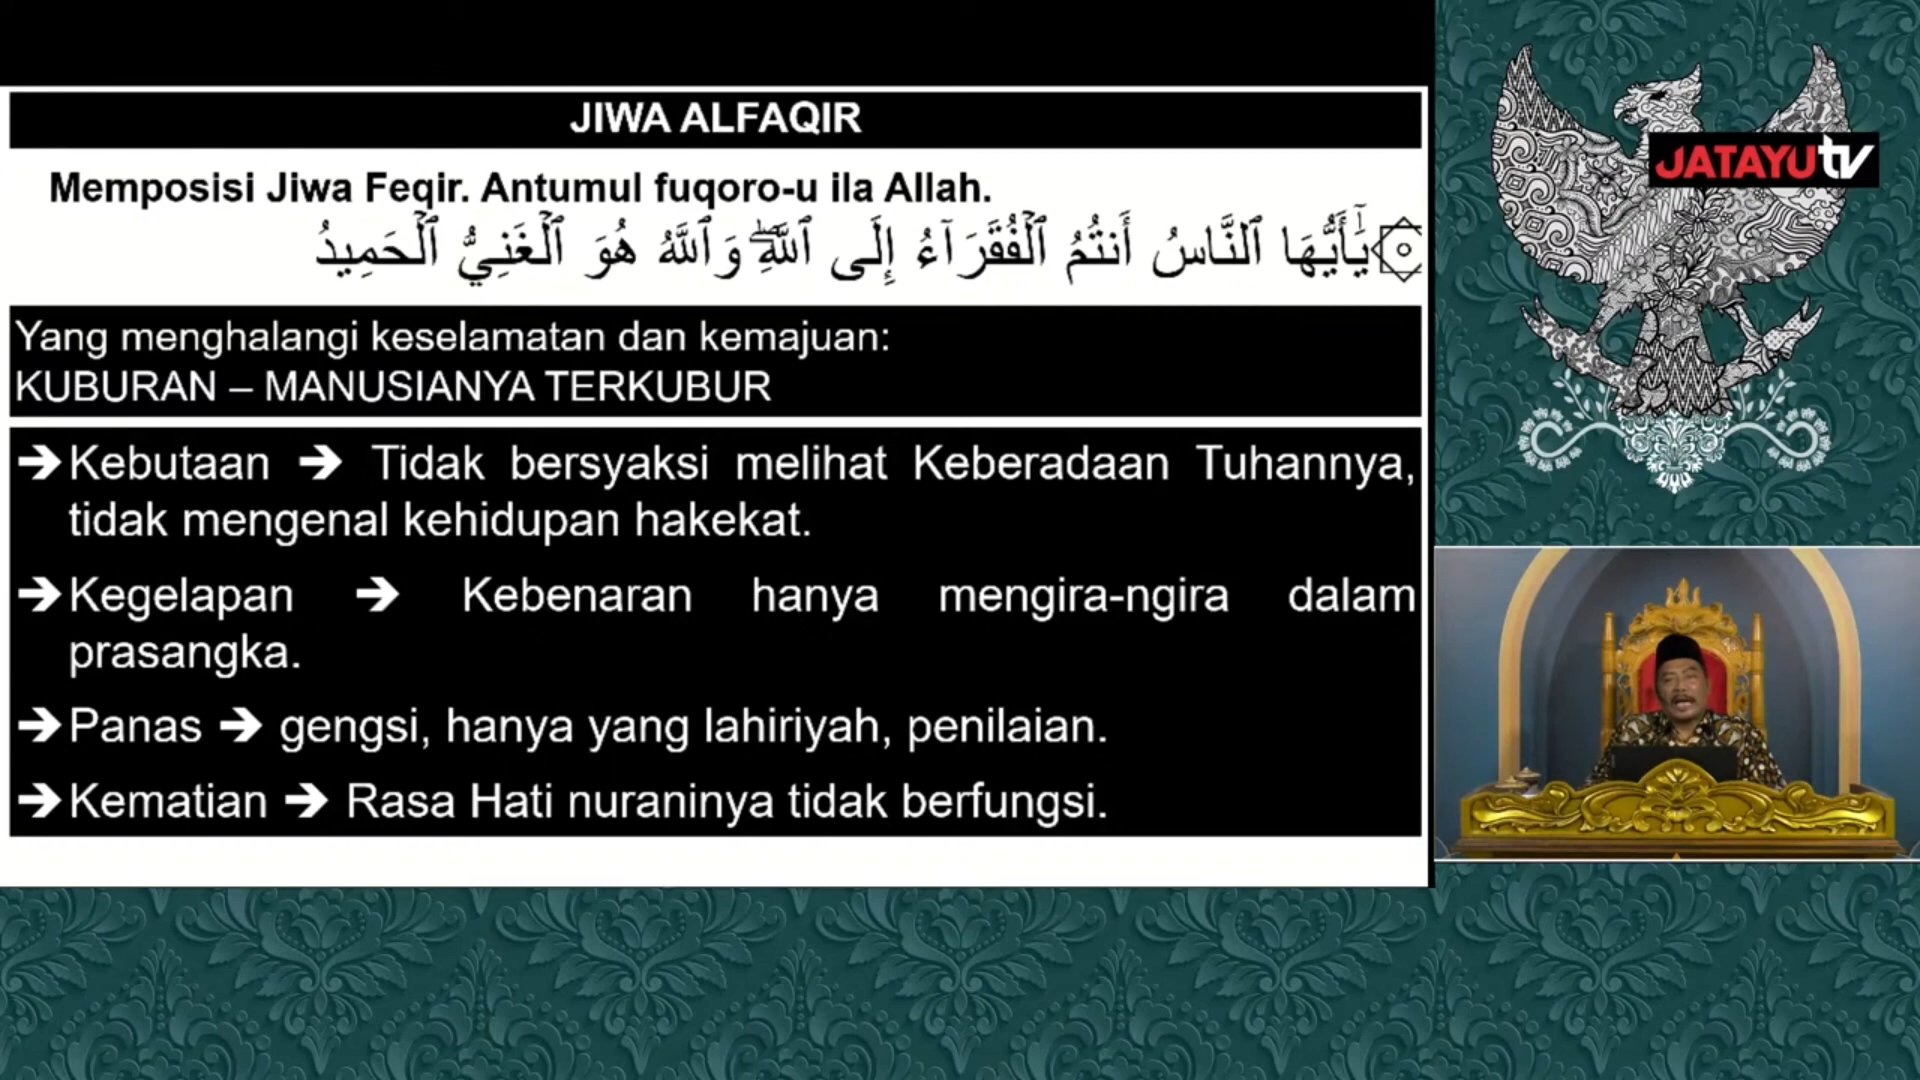 JIWA ALFAQIR
Memposisi Jiwa Feqir. Antumul fuqoro-u ila Allah.
۞يَٰٓأَيُّهَا ٱلنَّاسُ أَنتُمُ ٱلْفُقَرَآءُ إِلَى ٱللَّهِۖ وَٱللَّهُ هُوَ ٱلْغَنِيُّ ٱلْحَمِيدُ
Yang menghalangi keselamatan dan kemajuan:
KUBURAN – MANUSIANYA TERKUBUR
➔Kebutaan ➔ Tidak bersyaksi melihat Keberadaan Tuhannya,
tidak mengenal kehidupan hakekat.
➔Kegelapan ➔ Kebenaran hanya mengira-ngira dalam
prasangka.
➔Panas ➔ gengsi, hanya yang lahiriyah, penilaian.
➔Kematian ➔ Rasa Hati nuraninya tidak berfungsi.
JATAYU tv